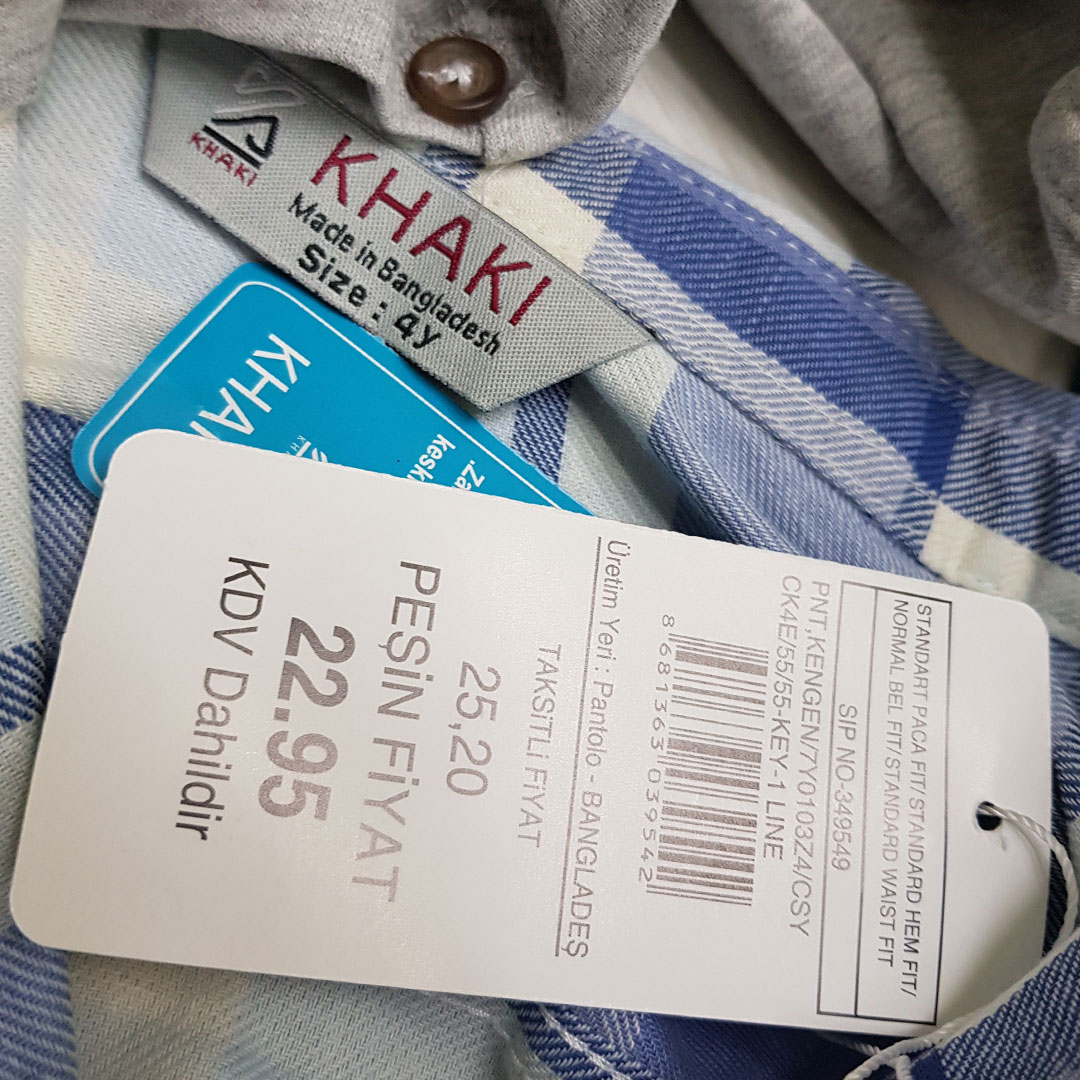 KHAKI
KHAKI
Made in Bangladesh
Size : 4y
STANDART PAÇA FIT/STANDARD HEM FIT/
NORMAL BEL FIT/STANDARD WAIST FIT
SIP NO-349549
PNT,KENGEN/7Y0103Z4/CSY
CK4E/55/55-KEY-1 LINE
8 681363 039542
Üretim Yeri : Pantolo - BANGLADEŞ
TAKSİTLİ FİYAT
25,20
PEŞİN FİYAT
22.95
KDV Dahildir